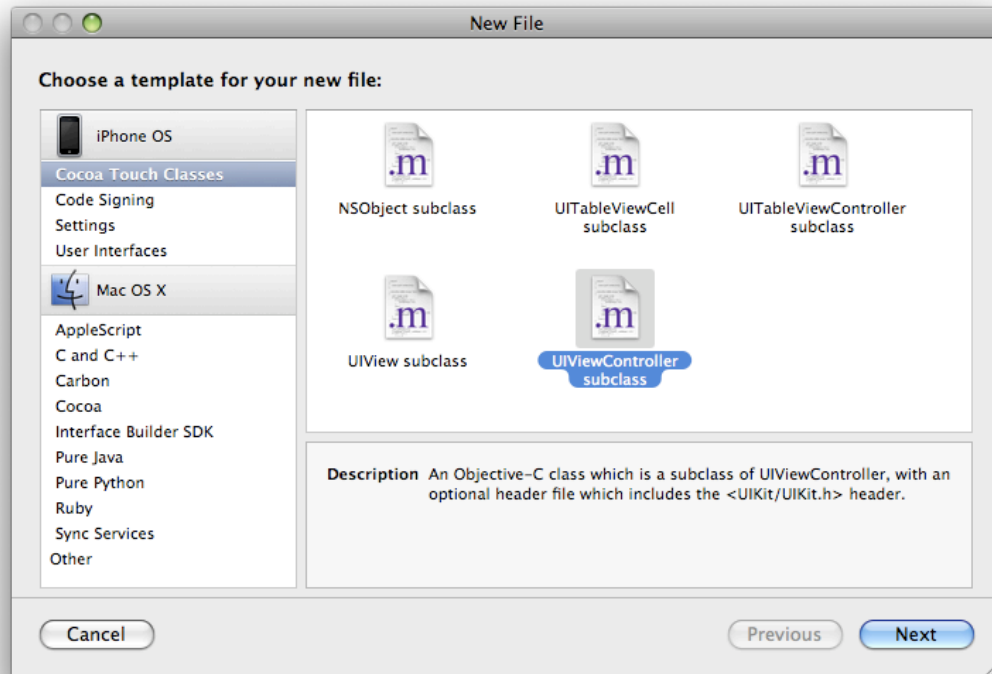 New File
Choose a template for your new file:
iPhone OS
Cocoa Touch Classes
Code Signing
Settings
User Interfaces
Mac OS X
AppleScript
C and C++
Carbon
Cocoa
Interface Builder SDK
Pure Java
Pure Python
Ruby
Sync Services
Other
.m
NSObject subclass
.m
UITableViewCell
subclass
.m
UITableViewController
subclass
.m
UIView subclass
.m
UIViewController
subclass
Description An Objective-C class which is a subclass of UIViewController, with an
optional header file which includes the <UIKit/UIKit.h> header.
Cancel
Previous
Next